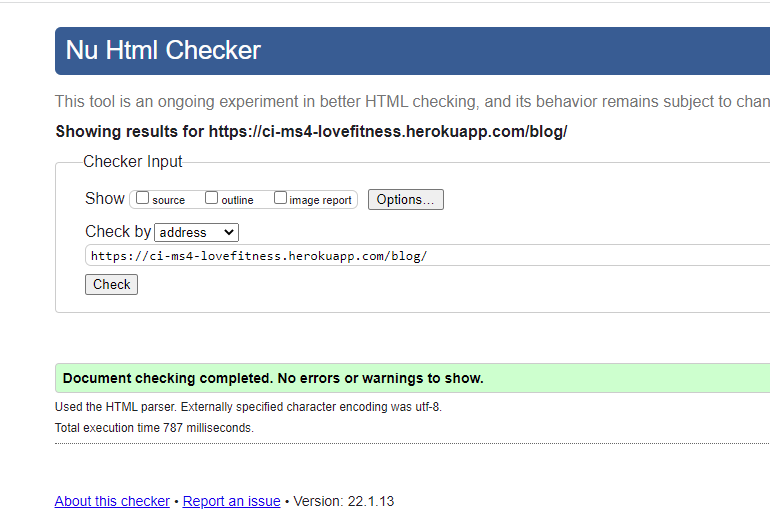 Nu Html Checker
This tool is an ongoing experiment in better HTML checking, and its behavior remains subject to
Showing results for https://ci-ms4-lovefitness.herokuapp.com/blog/
Checker Input
Show source outline image report Options...
Check by address
https://ci-ms4-lovefitness.herokuapp.com/blog/
Check
Document checking completed. No errors or warnings to show.
Used the HTML parser. Externally specified character encoding was utf-8.
Total execution time 787 milliseconds.
About this checker • Report an issue • Version: 22.1.13